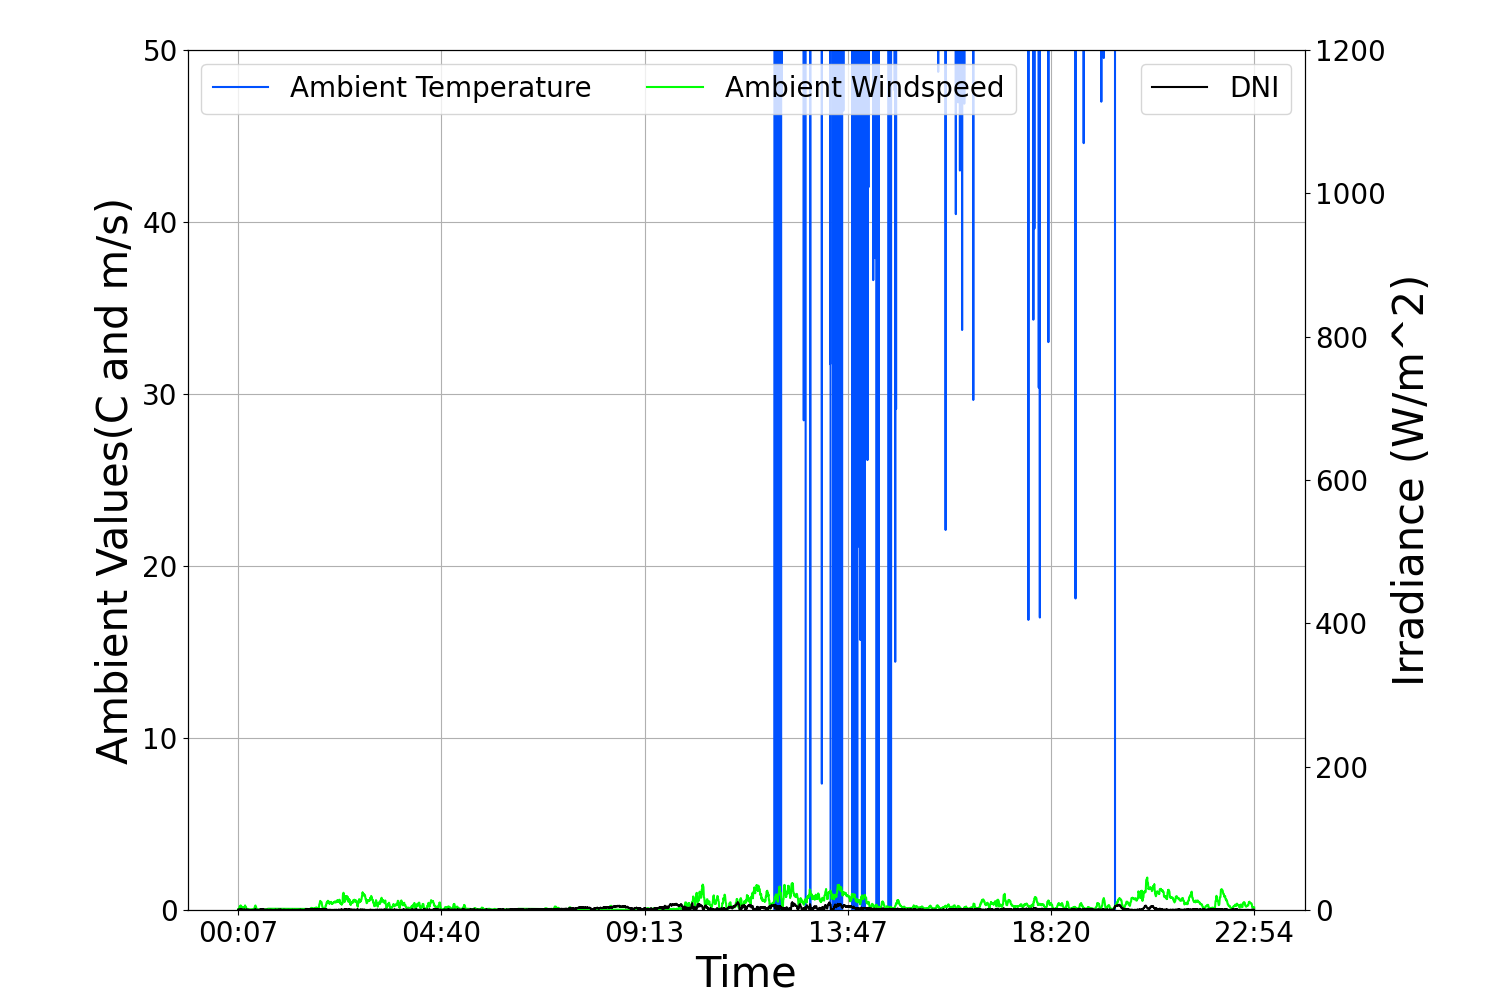 Ambient Temperature
Ambient Windspeed
DNI
50
40
30
20
10
0
Ambient Values(C and m/s)
1200
1000
800
600
400
200
0
Irradiance (W/m^2)
00:07 04:40 09:13 13:47 18:20 22:54
Time